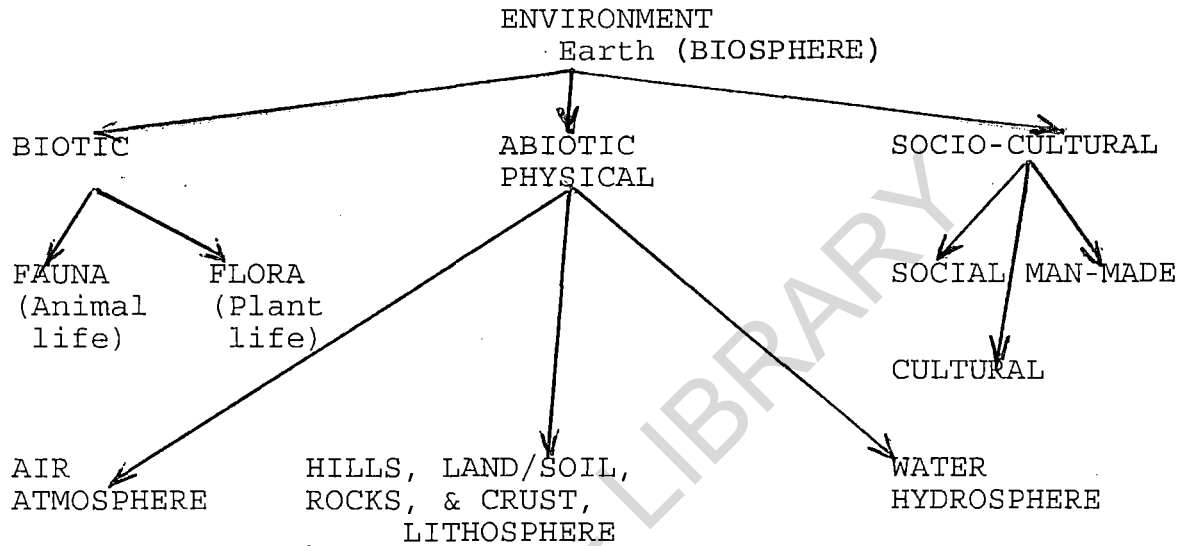 ENVIRONMENT
Earth (BIOSPHERE)
BIOTIC
ABIOTIC
PHYSICAL
SOCIO-CULTURAL
FAUNA
(Animal
life)
FLORA
(Plant
life)
SOCIAL MAN-MADE
CULTURAL
AIR
ATMOSPHERE
HILLS, LAND/SOIL,
ROCKS, & CRUST,
LITHOSPHERE
WATER
HYDROSPHERE
LIBRARY